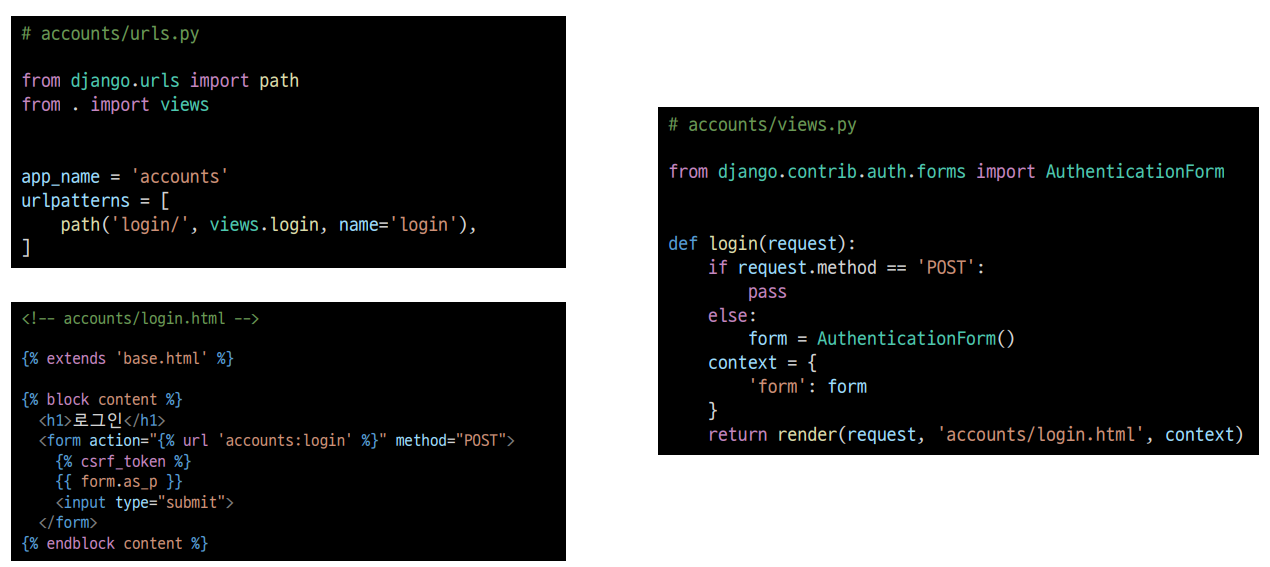 # accounts/urls.py
from django.urls import path
from . import views
app_name = 'accounts'
urlpatterns = [
    path('login/', views.login, name='login'),
]
<!-- accounts/login.html -->
{% extends 'base.html' %}
{% block content %}
  <h1>로그인</h1>
  <form action="{% url 'accounts:login' %}" method="POST">
    {% csrf_token %}
    {{ form.as_p }}
    <input type="submit">
  </form>
{% endblock content %}
# accounts/views.py
from django.contrib.auth.forms import AuthenticationForm
def login(request):
    if request.method == 'POST':
        pass
    else:
        form = AuthenticationForm()
    context = {
        'form': form
    }
    return render(request, 'accounts/login.html', context)